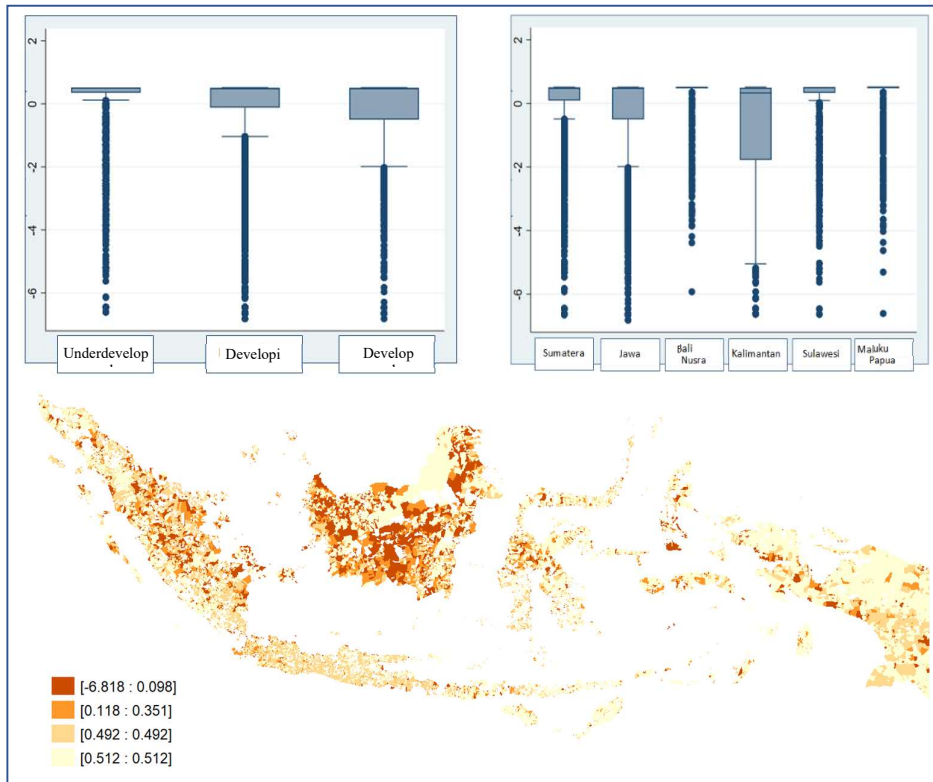 2
0
-2
-4
-6
Underdevelop
.
Developi
Develop
.
2
0
-2
-4
-6
Sumatera
Jawa
Bali
Nusra
Kalimantan
Sulawesi
Maluku
Papua
[-6.818 : 0.098]
[0.118 : 0.351]
[0.492 : 0.492]
[0.512 : 0.512]